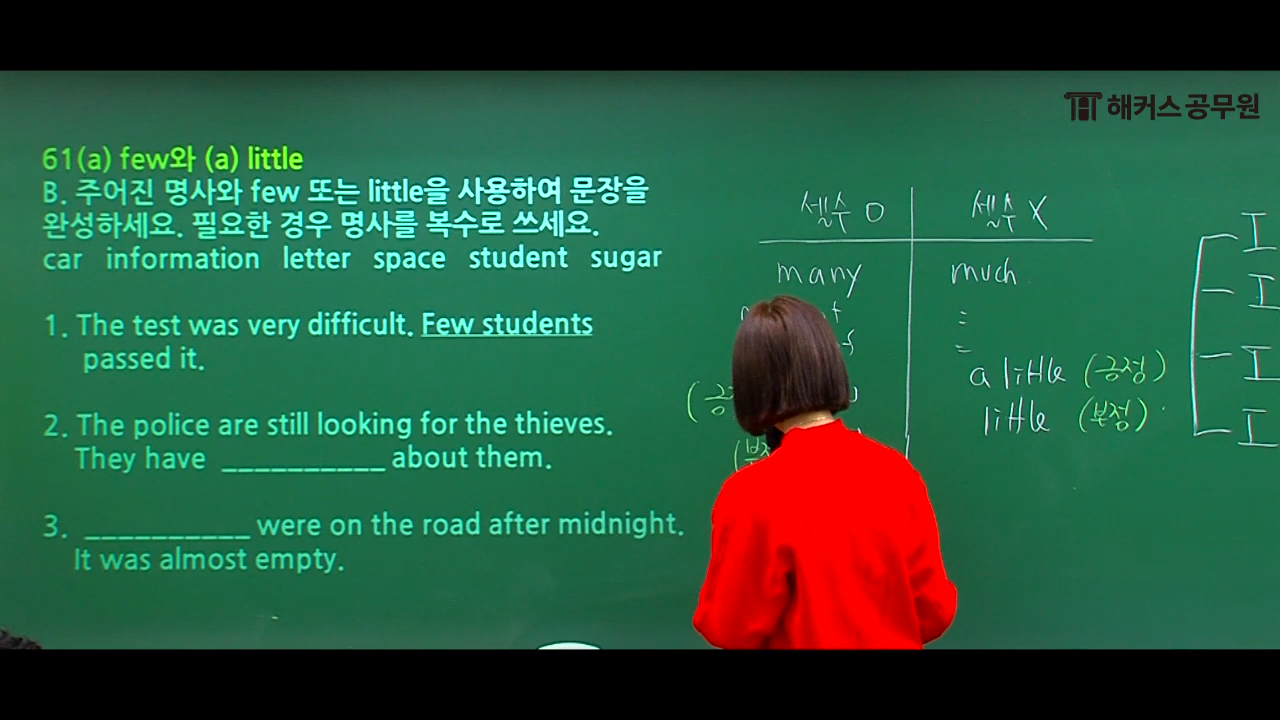 해커스공무원
61(a) few와 (a) little
B. 주어진 명사와 few 또는 little을 사용하여 문장을
완성하세요. 필요한 경우 명사를 복수로 쓰세요.
car information letter space student sugar
1. The test was very difficult. Few students
passed it.
2. The police are still looking for the thieves.
They have __________ about them.
3. __________ were on the road after midnight.
It was almost empty.
셀수 O 셀수 X
many much
=
=
a little (긍정)
little (부정)